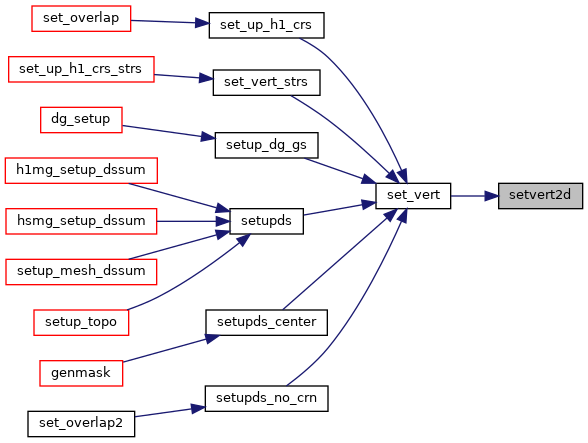 set_overlap
set_up_h1_crs
set_up_h1_crs_strs
set_vert_strs
dg_setup
setup_dg_gs
h1mg_setup_dssum
set_vert
setvert2d
hsmg_setup_dssum
setupds
setup_mesh_dssum
setup_topo
setupds_center
genmask
setupds_no_crn
set_overlap2